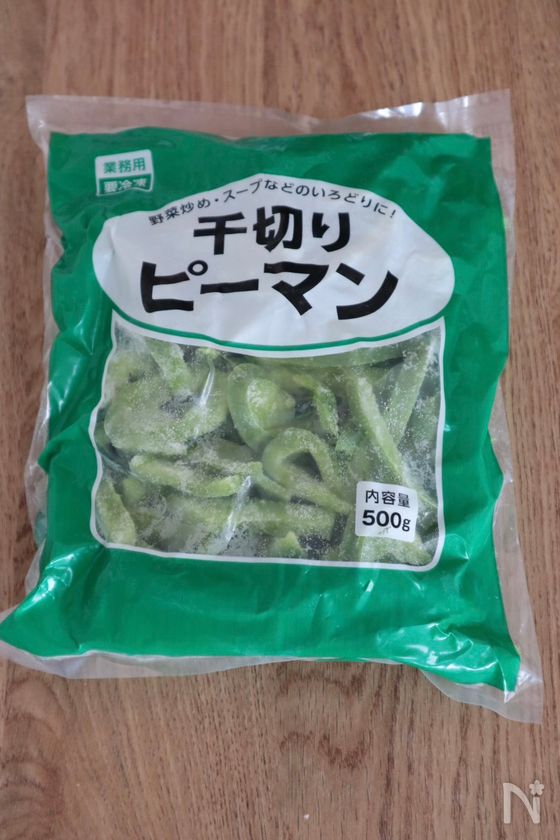 業務用
要冷凍
野菜炒め・スープなどのいろどりに!
千切り
ピーマン
内容量
500g
N